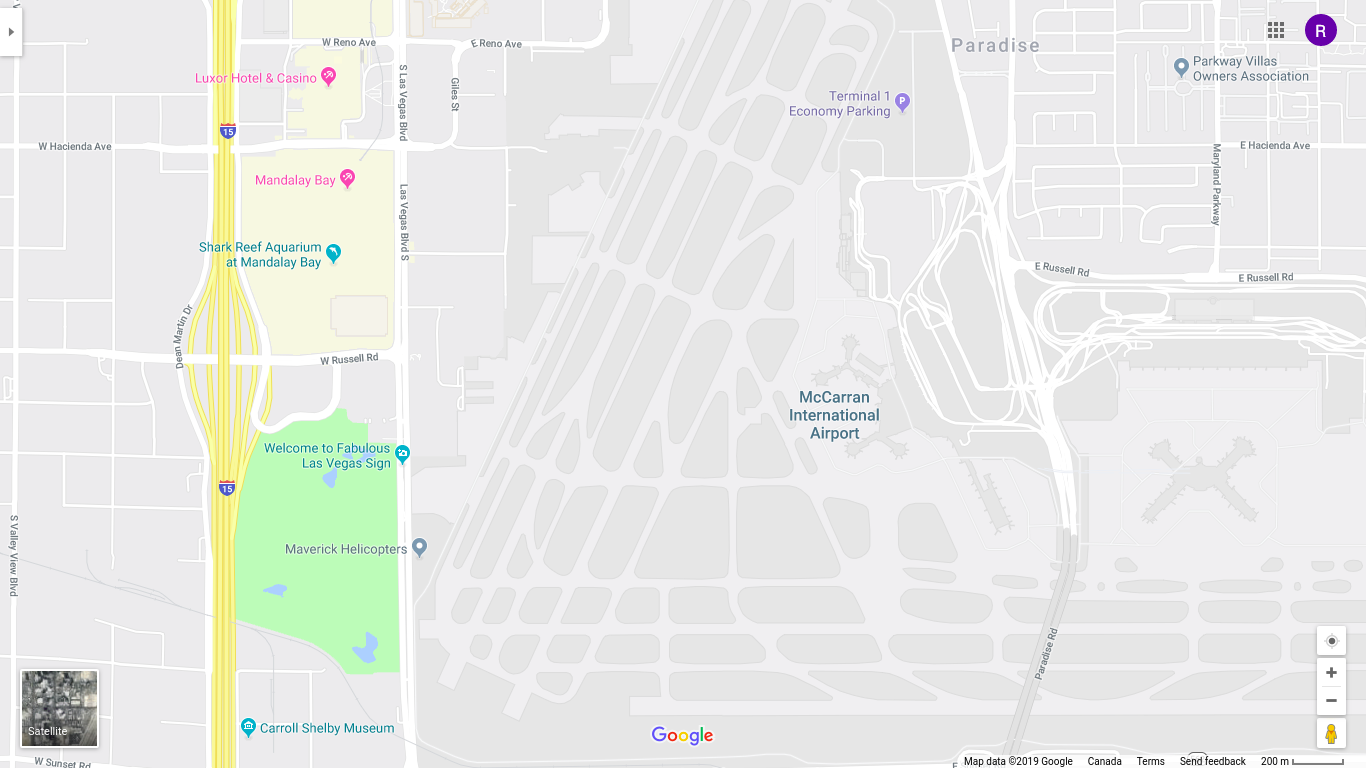 W Reno Ave
E Reno Ave
Paradise
R
Luxor Hotel & Casino
S Las Vegas Blvd
Giles St
Parkway Villas
Owners Association
Terminal 1
Economy Parking
P
15
W Hacienda Ave
E Hacienda Ave
Maryland Parkway
Mandalay Bay
Las Vegas Blvd S
Shark Reef Aquarium
at Mandalay Bay
E Russell Rd
E Russell Rd
Dean Martin Dr
W Russell Rd
McCarran
International
Airport
Welcome to Fabulous
Las Vegas Sign
15
S Valley View Blvd
Maverick Helicopters
Paradise Rd
Satellite
Carroll Shelby Museum
Google
W Sunset Rd
Map data ©2019 Google
Canada
Terms
Send feedback
200 m